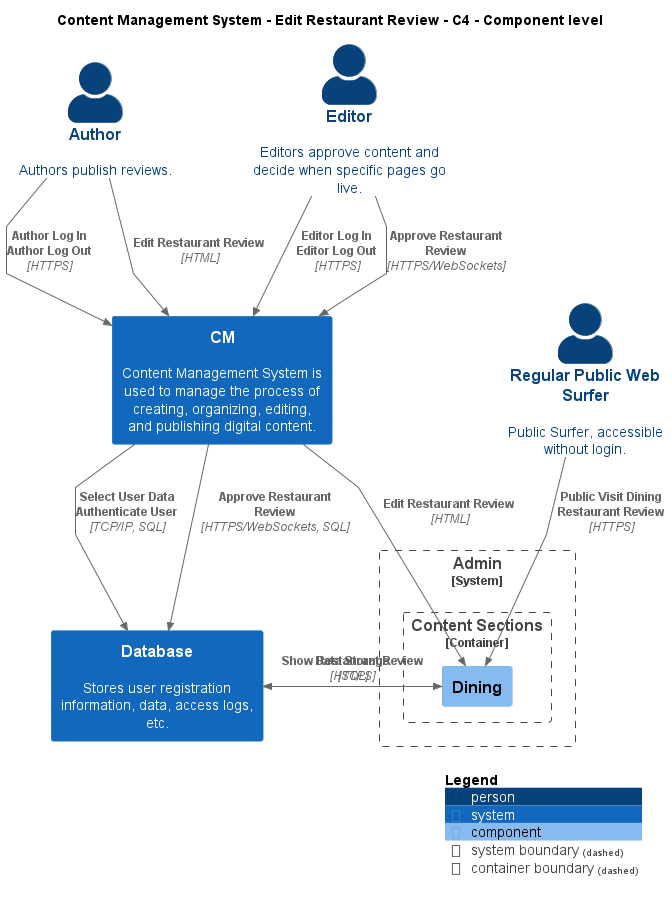 Content Management System - Edit Restaurant Review - C4 - Component level
Author
Authors publish reviews.
Editor
Editors approve content and
decide when specific pages go
live.
Author Log In
Author Log Out
[HTTPS]
Edit Restaurant Review
[HTML]
Editor Log In
Editor Log Out
[HTTPS]
Approve Restaurant
Review
[HTTPS/WebSockets]
CM
Content Management System is
used to manage the process of
creating, organizing, editing,
and publishing digital content.
Regular Public Web
Surfer
Public Surfer, accessible
without login.
Select User Data
Authenticate User
[TCP/IP, SQL]
Approve Restaurant
Review
[HTTPS/WebSockets, SQL]
Edit Restaurant Review
[HTML]
Public Visit Dining
Restaurant Review
[HTTPS]
Admin
[System]
Content Sections
[Container]
Dining
Database
Stores user registration
information, data, access logs,
etc.
Show Restaurant Review
Legend
person
system
component
system boundary (dashed)
container boundary (dashed)